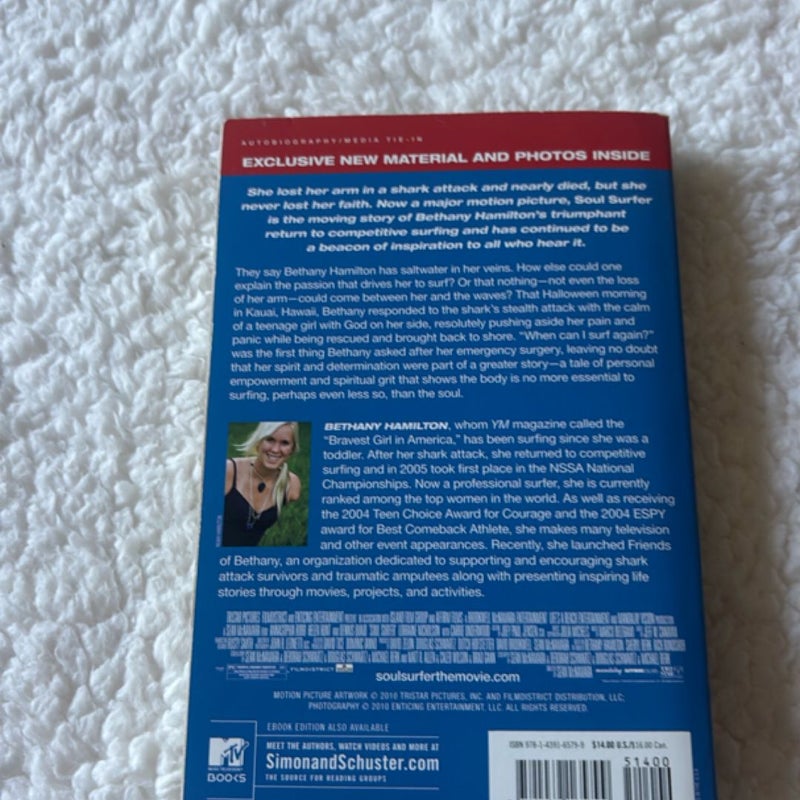 AUTOBIOGRAPHY/MEDIA TIE-IN
EXCLUSIVE NEW MATERIAL AND PHOTOS INSIDE
She lost her arm in a shark attack and nearly died, but she
never lost her faith. Now a major motion picture, Soul Surfer
is the moving story of Bethany Hamilton's triumphant
return to competitive surfing and has continued to be
a beacon of inspiration to all who hear it.
They say Bethany Hamilton has saltwater in her veins. How else could one
explain the passion that drives her to surf? Or that nothing—not even the loss
of her arm—could come between her and the waves? That Halloween morning
in Kauai, Hawaii, Bethany responded to the shark's stealth attack with the calm
of a teenage girl with God on her side, resolutely pushing aside her pain and
panic while being rescued and brought back to shore. "When can I surf again?"
was the first thing Bethany asked after her emergency surgery, leaving no doubt
that her spirit and determination were part of a greater story—a tale of personal
empowerment and spiritual grit that shows the body is no more essential to
surfing, perhaps even less so, than the soul.
BETHANY HAMILTON, whom YM magazine called the
"Bravest Girl in America," has been surfing since she was a
toddler. After her shark attack, she returned to competitive
surfing and in 2005 took first place in the NSSA National
Championships. Now a professional surfer, she is currently
ranked among the top women in the world. As well as receiving
the 2004 Teen Choice Award for Courage and the 2004 ESPY
award for Best Comeback Athlete, she makes many television
and other event appearances. Recently, she launched Friends
of Bethany, an organization dedicated to supporting and encouraging shark
attack survivors and traumatic amputees along with presenting inspiring life
stories through movies, projects, and activities.
FILMDISTRICT
soulsurferthemovie.com
MOTION PICTURE ARTWORK © 2010 TRISTAR PICTURES, INC. AND FILMDISTRICT DISTRIBUTION, LLC;
PHOTOGRAPHY © 2010 ENTICING ENTERTAINMENT, LLC. ALL RIGHTS RESERVED.
EBOOK EDITION ALSO AVAILABLE
MEET THE AUTHORS, WATCH VIDEOS AND MORE AT
SimonandSchuster.com
THE SOURCE FOR READING GROUPS
MTV
BOOKS
ISBN 978-1-4391-6579-9 $14.00 U.S./$16.00 Can.
51400